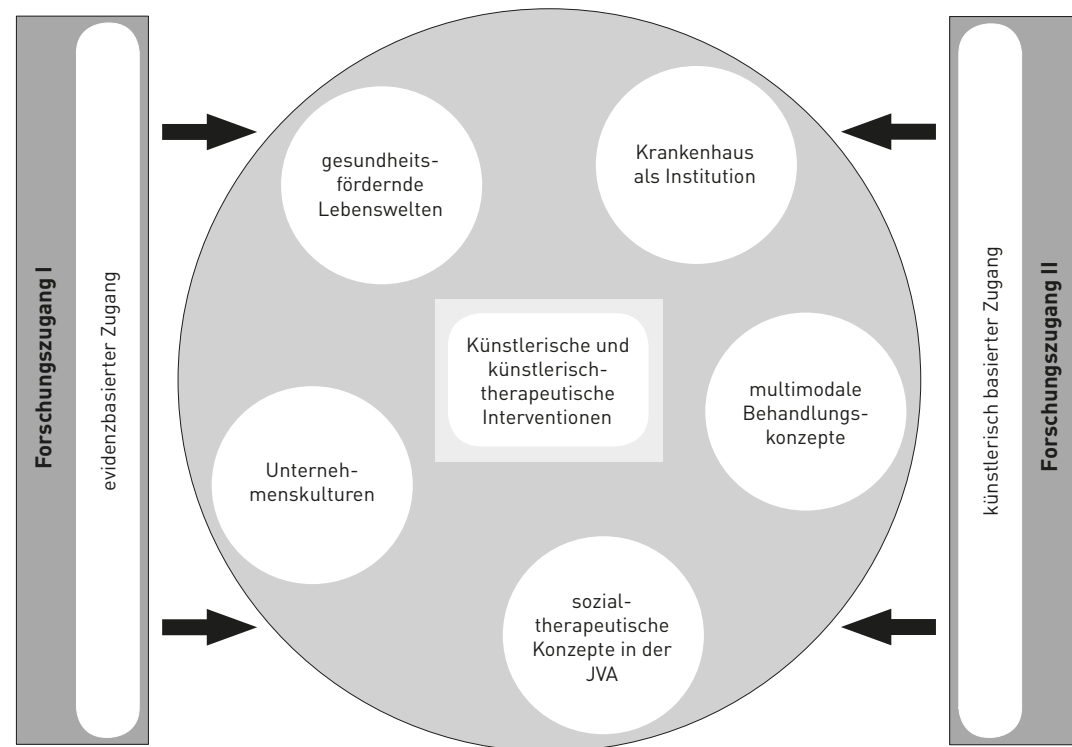 Forschungszugang I
evidenzbasierter Zugang
gesundheits-
fördernde
Lebenswelten
Krankenhaus
als Institution
Künstlerische und
künstlerisch-
therapeutische
Interventionen
multimodale
Behandlungs-
konzepte
Unterneh-
menskulturen
sozial-
therapeutische
Konzepte in der
JVA
künstlerisch basierter Zugang
Forschungszugang II